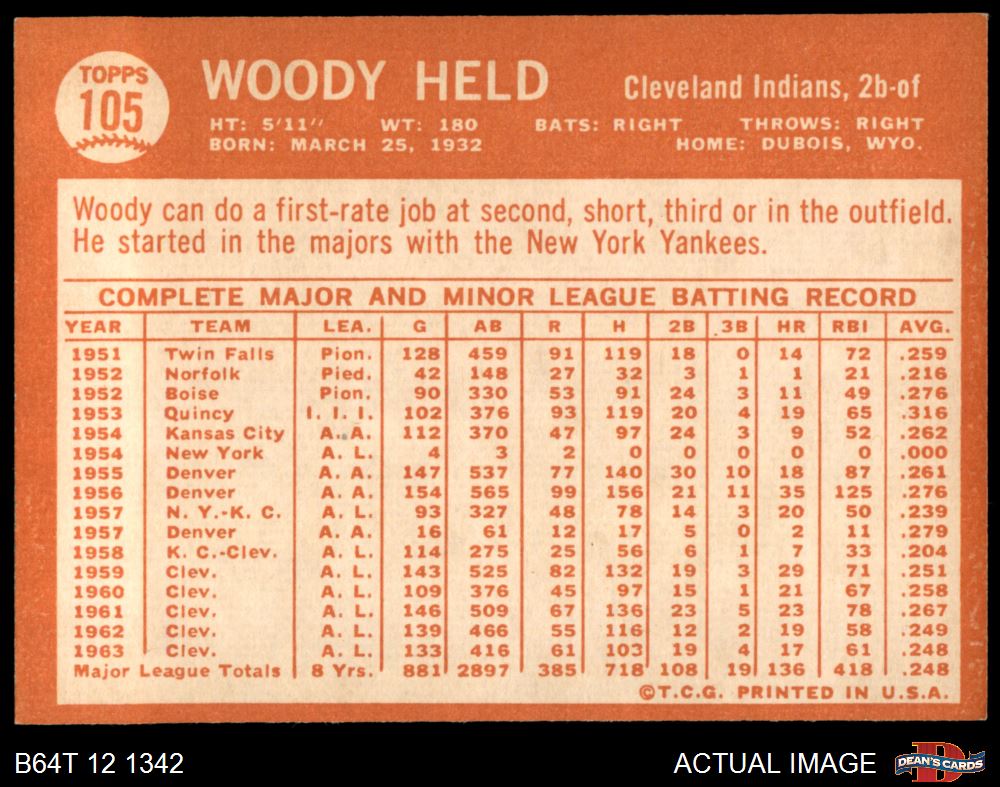 TOPPS
105
WOODY HELD
Cleveland Indians, 2b-of
HT: 5'11" WT: 180 BATS: RIGHT THROWS: RIGHT
BORN: MARCH 25, 1932 HOME: DUBOIS, WYO.
Woody can do a first-rate job at second, short, third or in the outfield.
He started in the majors with the New York Yankees.
COMPLETE MAJOR AND MINOR LEAGUE BATTING RECORD
YEAR TEAM LEA. G AB R H 2B 3B HR RBI AVG.
1951 Twin Falls Pion. 128 459 91 119 18 0 14 72 .259
1952 Norfolk Pied. 42 148 27 32 3 1 1 21 .216
1952 Boise Pion. 90 330 53 91 24 3 11 49 .276
1953 Quincy I. I. I. 102 376 93 119 20 4 19 65 .316
1954 Kansas City A. A. 112 370 47 97 24 3 9 52 .262
1954 New York A. L. 4 3 2 0 0 0 0 0 .000
1955 Denver A. A. 147 537 77 140 30 10 18 87 .261
1956 Denver A. A. 154 565 99 156 21 11 35 125 .276
1957 N. Y.-K. C. A. L. 93 327 48 78 14 3 20 50 .239
1957 Denver A. A. 16 61 12 17 5 0 2 11 .279
1958 K. C.-Clev. A. L. 114 275 25 56 6 1 7 33 .204
1959 Clev. A. L. 143 525 82 132 19 3 29 71 .251
1960 Clev. A. L. 109 376 45 97 15 1 21 67 .258
1961 Clev. A. L. 146 509 67 136 23 5 23 78 .267
1962 Clev. A. L. 139 466 55 116 12 2 19 58 .249
1963 Clev. A. L. 133 416 61 103 19 4 17 61 .248
Major League Totals 8 Yrs. 881 2897 385 718 108 19 136 418 .248
©T.C.G. PRINTED IN U.S.A.
B64T 12 1342
ACTUAL IMAGE
DEAN'S CARDS